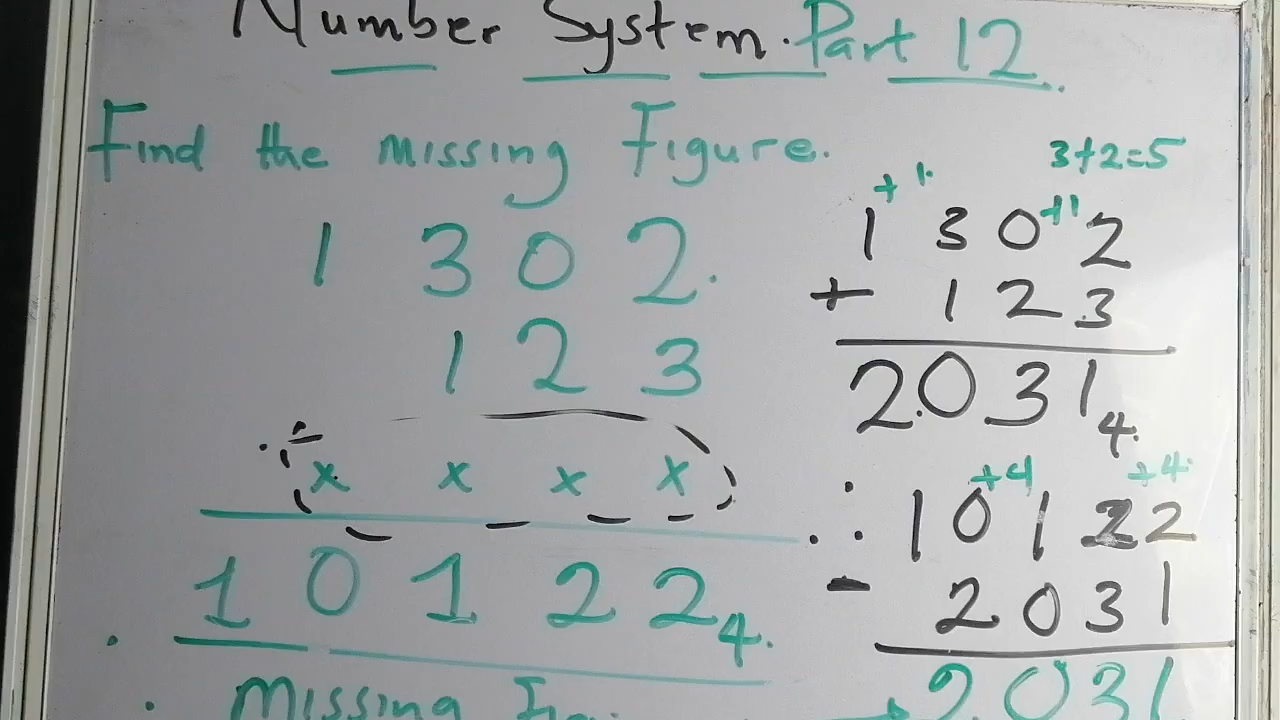 Number System. Part 12.
Find the missing Figure.
1 3 0 2.
1 2 3
x x x x
1 0 1 2 2 4.
Missing
3+2=5
+1. +1
1 3 0 2
+ 1 2 3
2.0 3 1 4.
+4 +4.
∴ 1 0 1 2 2
- 2 0 3 1
→ 2 0 3 1